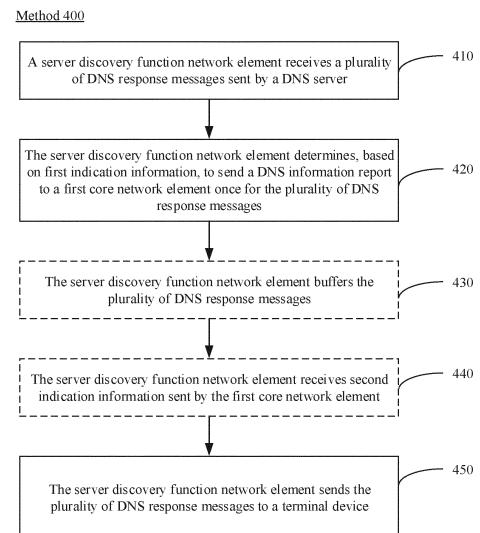 Method 400
A server discovery function network element receives a plurality
of DNS response messages sent by a DNS server
410
The server discovery function network element determines, based
on first indication information, to send a DNS information report
to a first core network element once for the plurality of DNS
response messages
420
The server discovery function network element buffers the
plurality of DNS response messages
430
The server discovery function network element receives second
indication information sent by the first core network element
440
The server discovery function network element sends the
plurality of DNS response messages to a terminal device
450